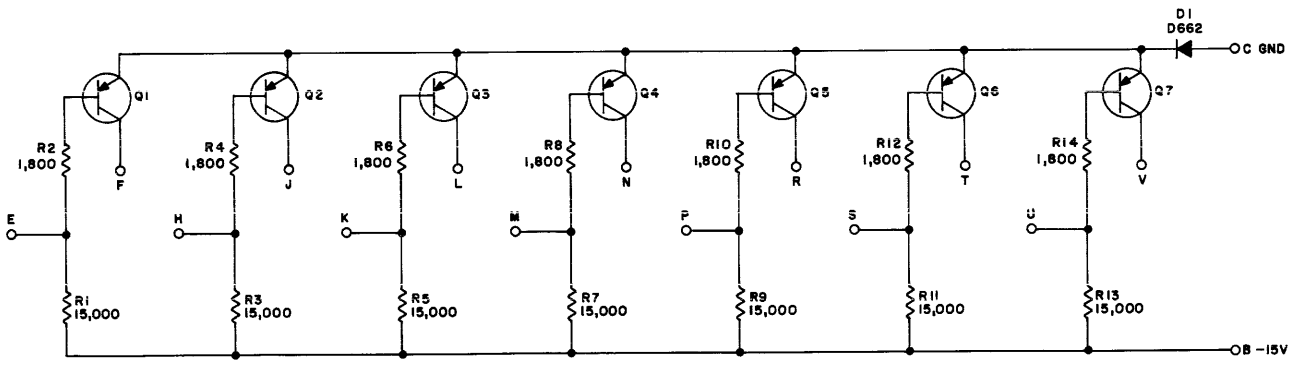 D1
D662
C GND
Q1
Q2
Q3
Q4
Q5
Q6
Q7
R2
1,800
R4
1,800
R6
1,800
R8
1,800
R10
1,800
R12
1,800
R14
1,800
F
J
L
N
R
T
V
E
H
K
M
P
S
U
R1
15,000
R3
15,000
R5
15,000
R7
15,000
R9
15,000
R11
15,000
R13
15,000
B -15V